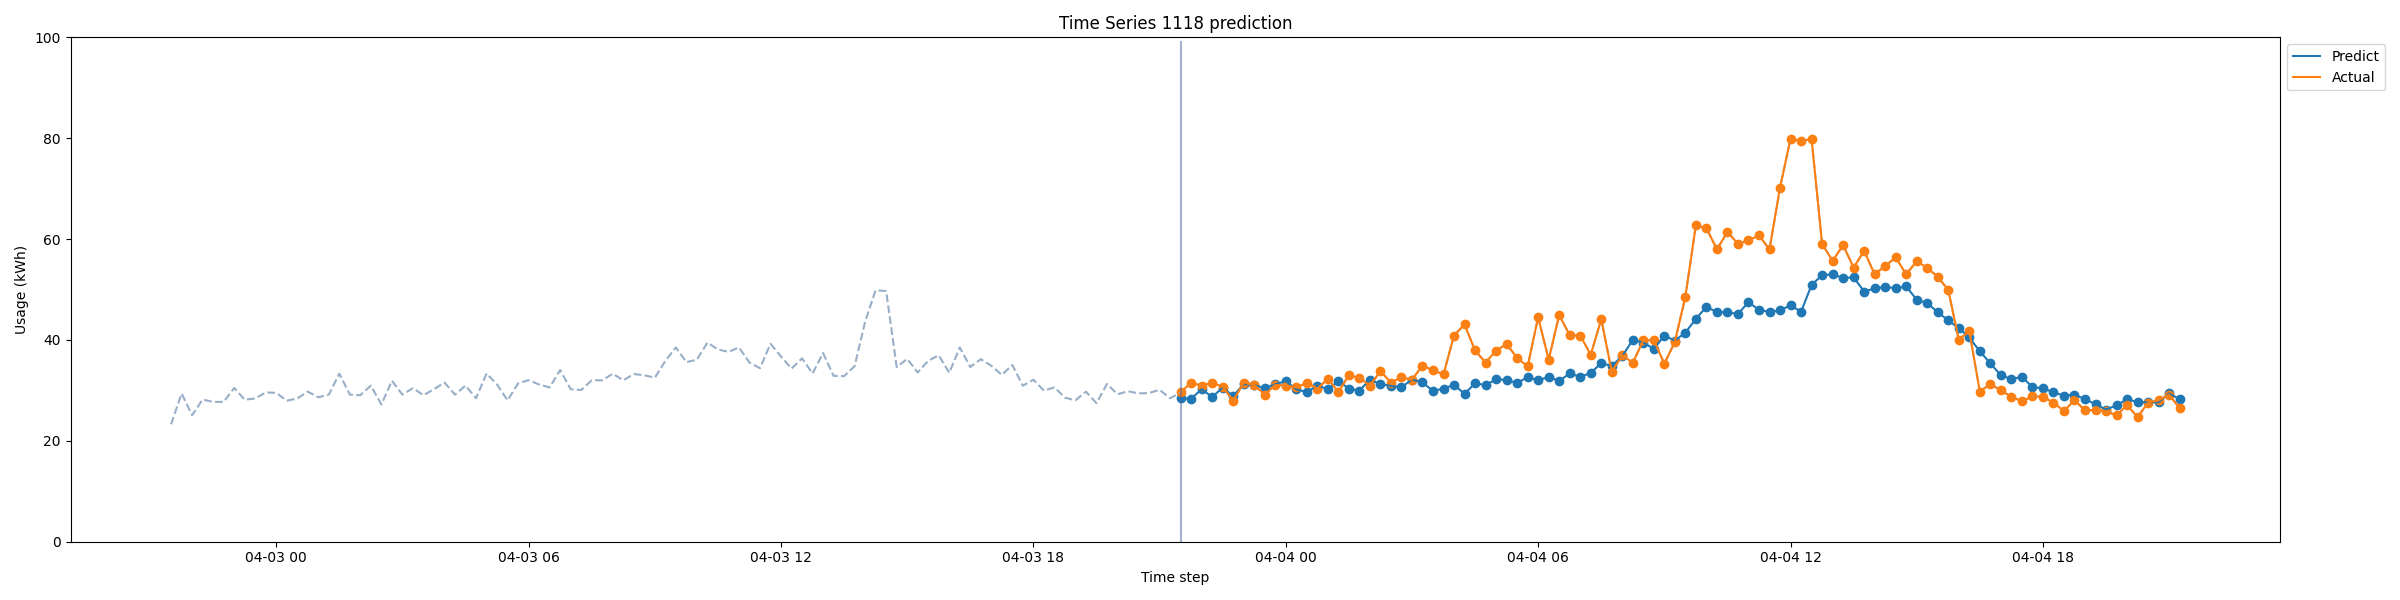 Time Series 1118 prediction
100
80
60
40
20
0
Usage (kWh)
04-03 00
04-03 06
04-03 12
04-03 18
04-04 00
04-04 06
04-04 12
04-04 18
Time step
Predict
Actual